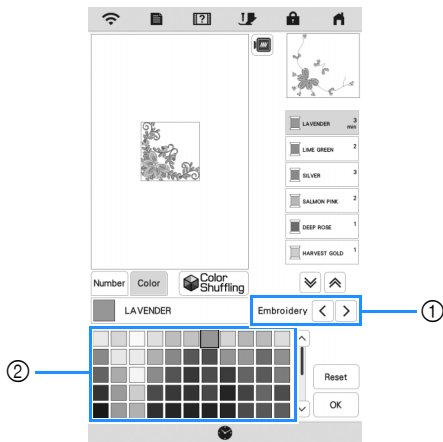 LAVENDER 3 min
LIME GREEN 2
SILVER 3
SALMON PINK 2
DEEP ROSE 1
HARVEST GOLD 1
Number Color Color Shuffling
LAVENDER Embroidery < >
①
②
Reset
OK